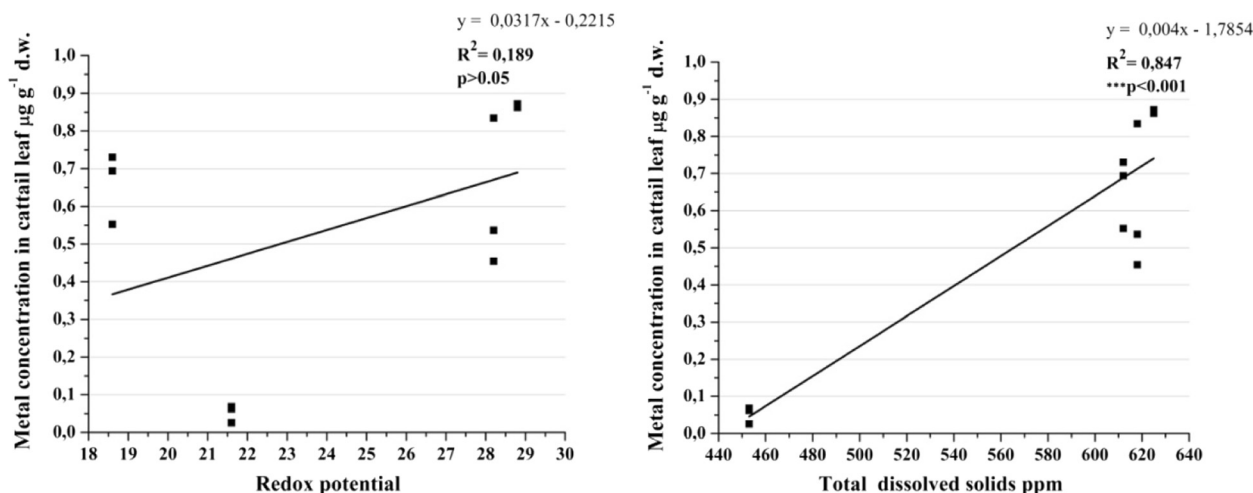 y = 0,0317x - 0,2215
R²= 0,189
p>0.05
Metal concentration in cattail leaf µg g⁻¹ d.w.
1,0
0,9
0,8
0,7
0,6
0,5
0,4
0,3
0,2
0,1
0,0
18 19 20 21 22 23 24 25 26 27 28 29 30
Redox potential
y = 0,004x - 1,7854
R²= 0,847
***p<0.001
Metal concentration in cattail leaf µg g⁻¹ d.w.
1,0
0,9
0,8
0,7
0,6
0,5
0,4
0,3
0,2
0,1
0,0
440 460 480 500 520 540 560 580 600 620 640
Total dissolved solids ppm